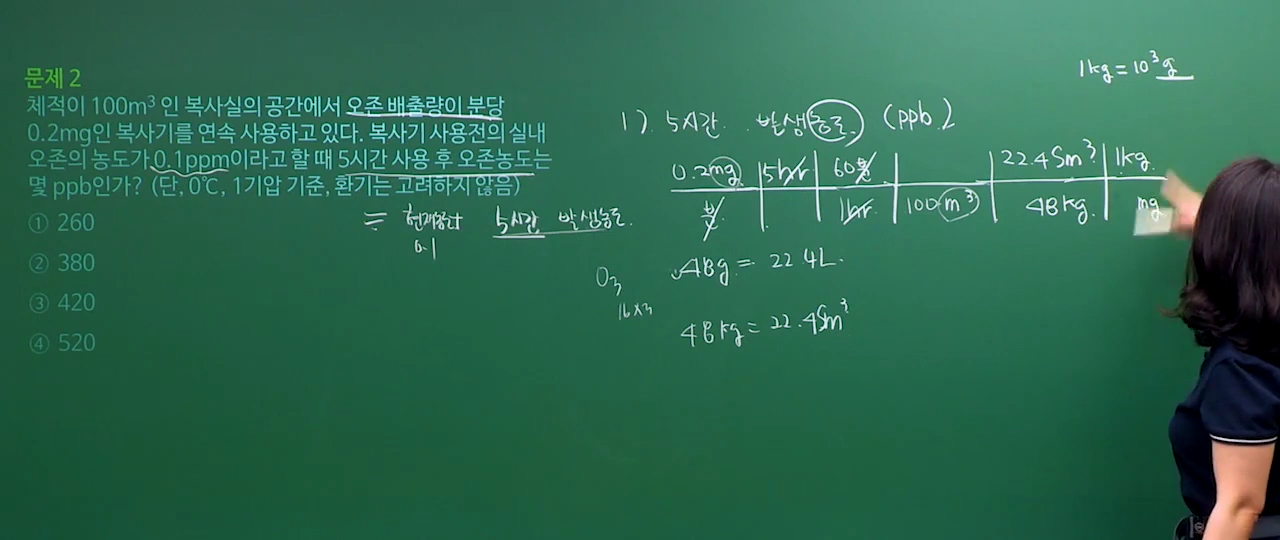 문제 2
체적이 100m³ 인 복사실의 공간에서 오존 배출량이 분당
0.2mg인 복사기를 연속 사용하고 있다. 복사기 사용전의 실내
오존의 농도가 0.1ppm이라고 할 때 5시간 사용 후 오존농도는
몇 ppb인가? (단, 0℃, 1기압 기준, 환기는 고려하지 않음)
① 260
② 380
③ 420
④ 520
= 현재공간 5시간 발생농도.
0.1
1kg = 10³g
1). 5시간 발생농도. (ppb)
0.2mg 5hr 60분 22.4Sm³ 1kg
분 1hr 100m³ 48kg mg
O₃ 48g = 22.4L.
16×3
48kg = 22.4Sm³